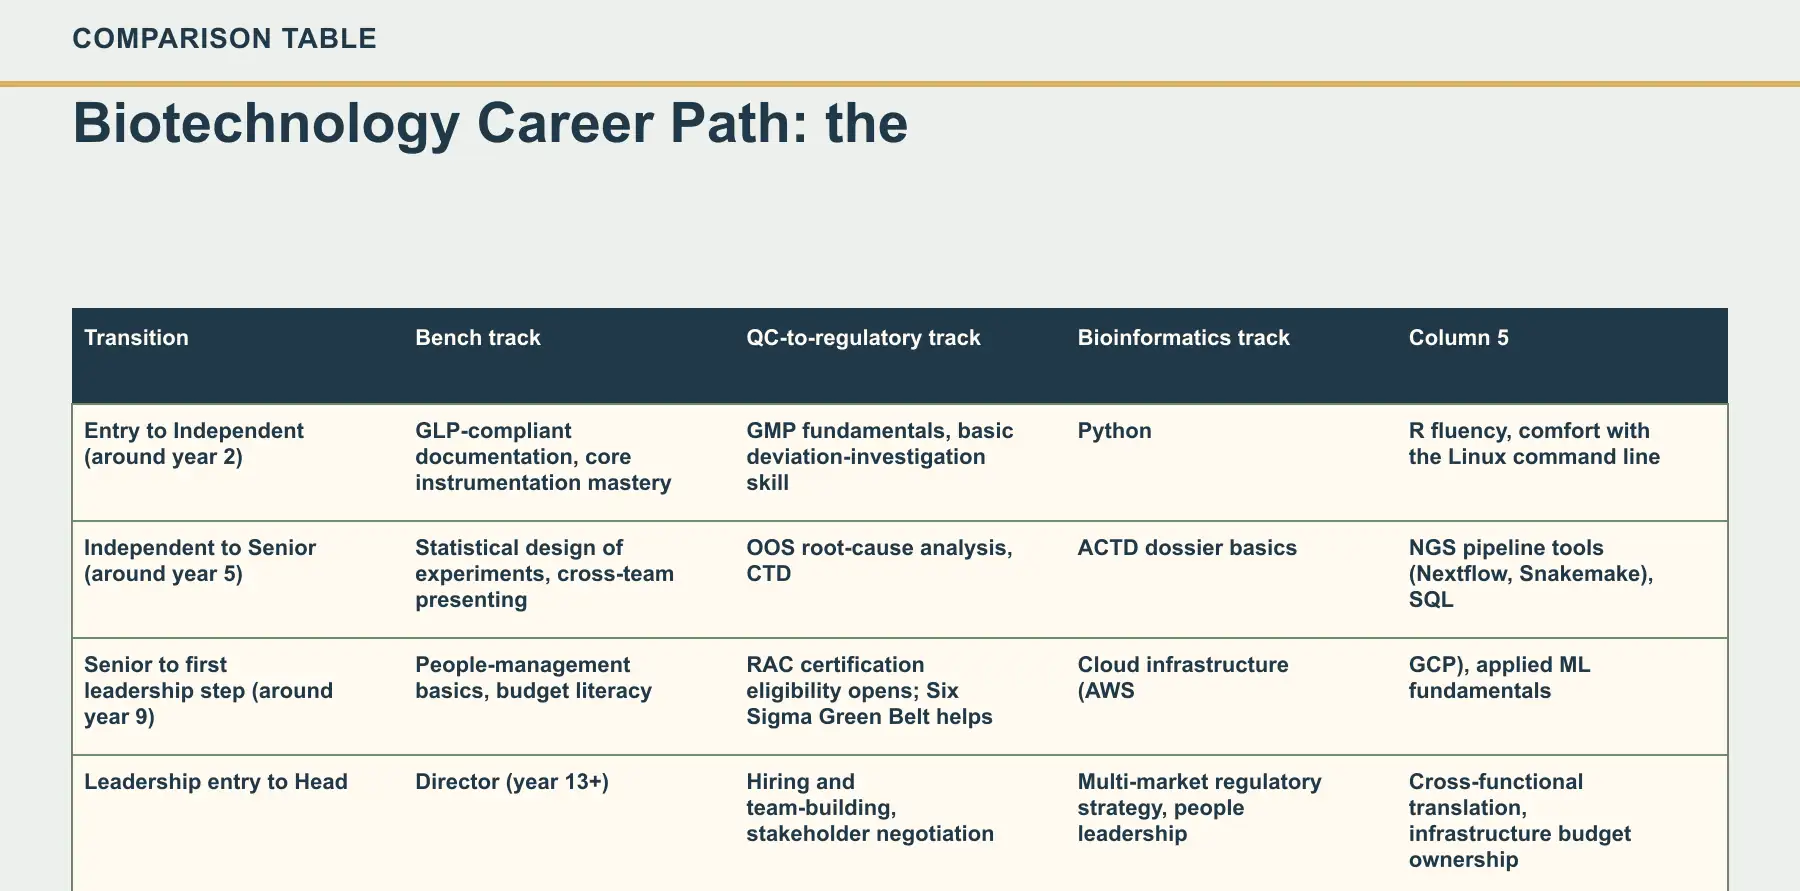 COMPARISON TABLE
Biotechnology Career Path: the
Transition
Bench track
QC-to-regulatory track
Bioinformatics track
Column 5
Entry to Independent
(around year 2)
GLP-compliant
documentation, core
instrumentation mastery
GMP fundamentals, basic
deviation-investigation
skill
Python
R fluency, comfort with
the Linux command line
Independent to Senior
(around year 5)
Statistical design of
experiments, cross-team
presenting
OOS root-cause analysis,
CTD
ACTD dossier basics
NGS pipeline tools
(Nextflow, Snakemake),
SQL
Senior to first
leadership step (around
year 9)
People-management
basics, budget literacy
RAC certification
eligibility opens; Six
Sigma Green Belt helps
Cloud infrastructure
(AWS
GCP), applied ML
fundamentals
Leadership entry to Head
Director (year 13+)
Hiring and
team-building,
stakeholder negotiation
Multi-market regulatory
strategy, people
leadership
Cross-functional
translation,
infrastructure budget
ownership